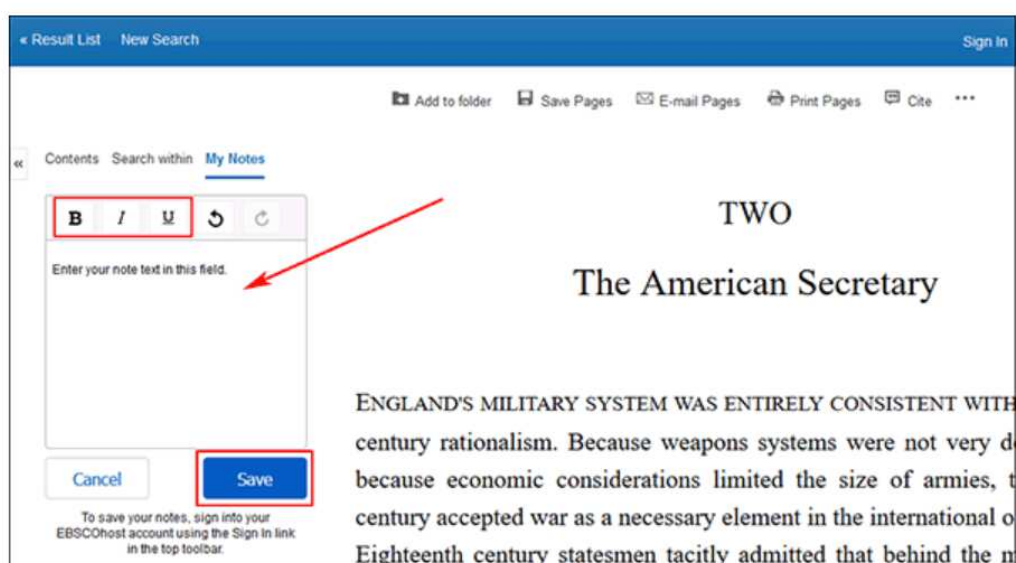 « Result List New Search Sign In
Add to folder Save Pages E-mail Pages Print Pages Cite •••
« Contents Search within My Notes
B I U
Enter your note text in this field.
Cancel Save
To save your notes, sign into your
EBSCOhost account using the Sign In link
in the top toolbar.
TWO
The American Secretary
ENGLAND'S MILITARY SYSTEM WAS ENTIRELY CONSISTENT WITH
century rationalism. Because weapons systems were not very
because economic considerations limited the size of armies,
century accepted war as a necessary element in the international
Eighteenth century statesmen tacitly admitted that behind the